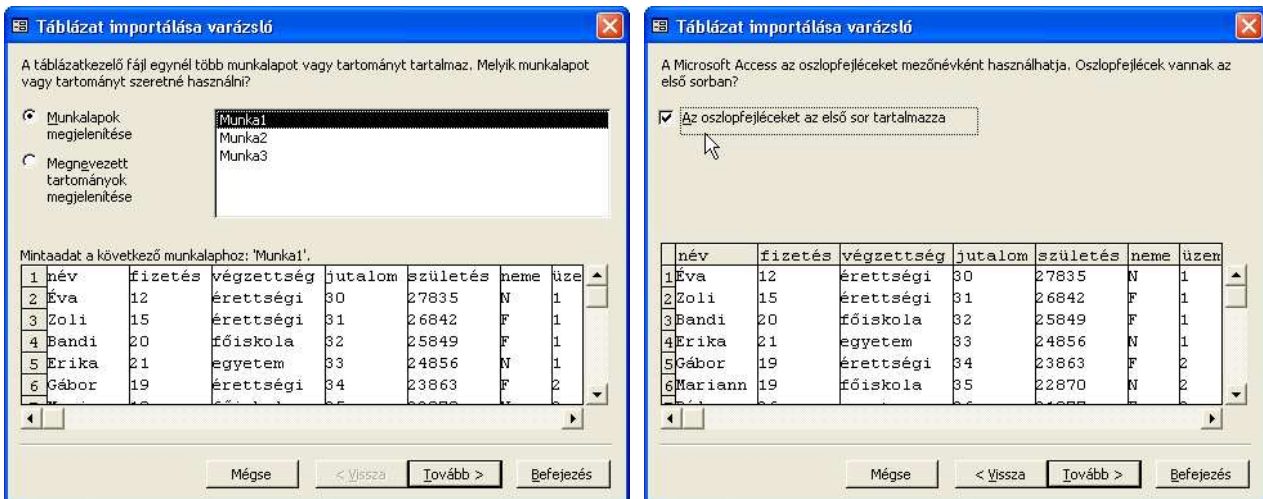 Táblázat importálása varázsló
A táblázatkezelő fájl egynél több munkalapot vagy tartományt tartalmaz. Melyik munkalapot
vagy tartományt szeretné használni?
Munkalapok
megjelenítése
Megnevezett
tartományok
megjelenítése
Munka1
Munka2
Munka3
Mintaadat a következő munkalaphoz: 'Munka1'.
1 név fizetés végzettség jutalom születés neme üze
2 Éva 12 érettségi 30 27835 N 1
3 Zoli 15 érettségi 31 26842 F 1
4 Bandi 20 főiskola 32 25849 F 1
5 Erika 21 egyetem 33 24856 N 1
6 Gábor 19 érettségi 34 23863 F 2
Mégse < Vissza Tovább > Befejezés
Táblázat importálása varázsló
A Microsoft Access az oszlopfejléceket mezőnévként használhatja. Oszlopfejlécek vannak az
első sorban?
Az oszlopfejléceket az első sor tartalmazza
név fizetés végzettség jutalom születés neme üzem
1 Éva 12 érettségi 30 27835 N 1
2 Zoli 15 érettségi 31 26842 F 1
3 Bandi 20 főiskola 32 25849 F 1
4 Erika 21 egyetem 33 24856 N 1
5 Gábor 19 érettségi 34 23863 F 2
6 Mariann 19 főiskola 35 22870 N 2
Mégse < Vissza Tovább > Befejezés